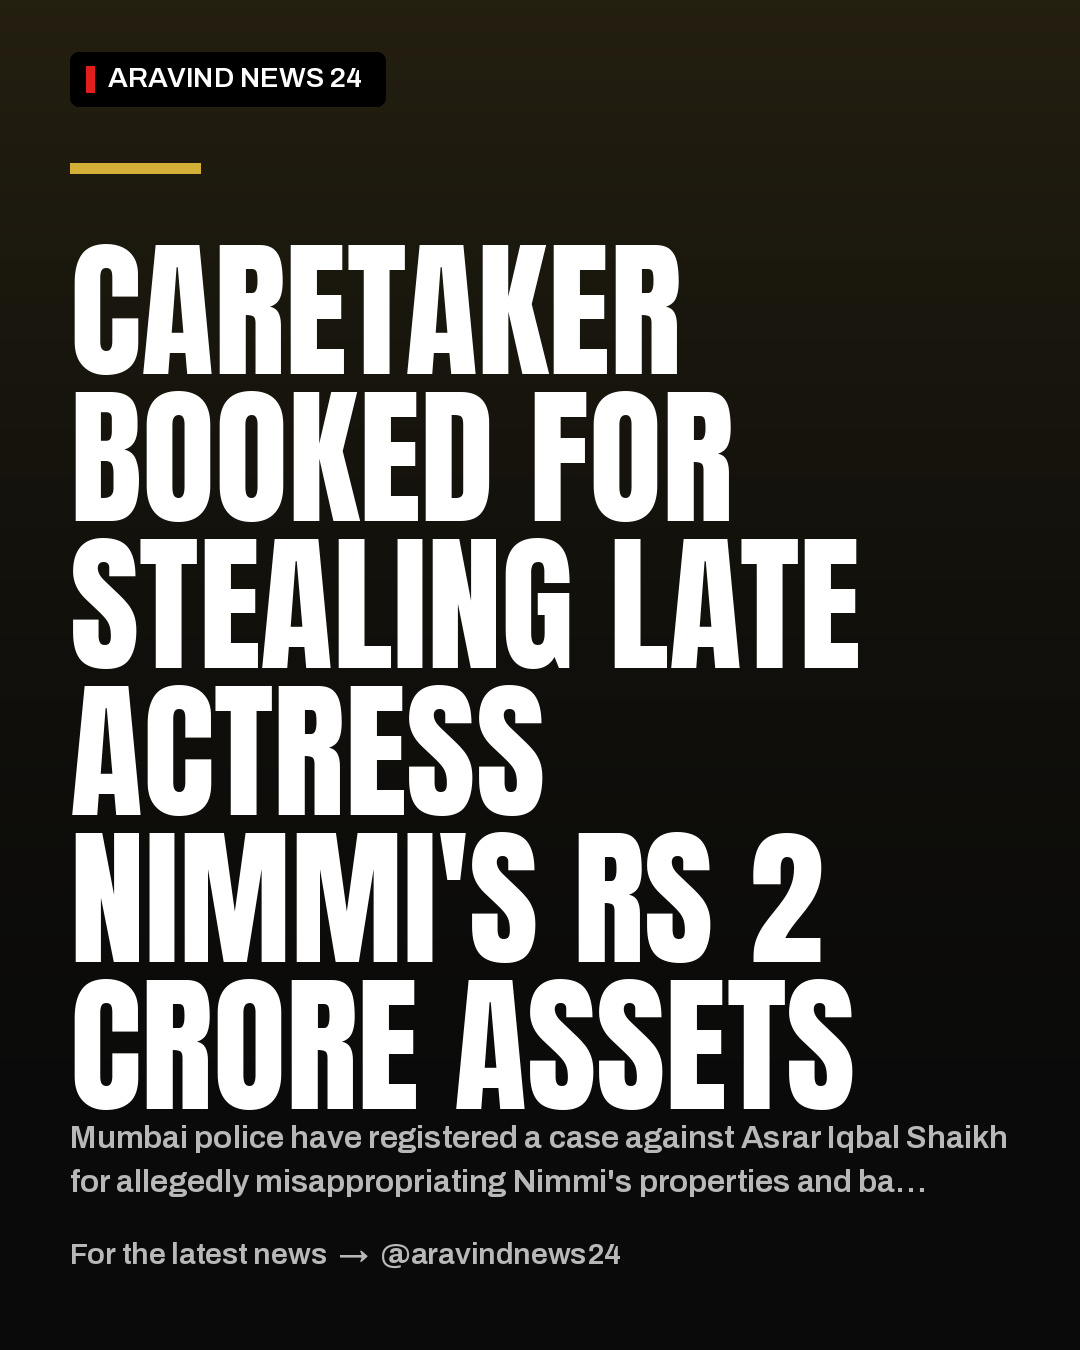 ARAVIND NEWS 24
CARETAKER
BOOKED FOR
STEALING LATE
ACTRESS
NIMMI'S RS 2
CRORE ASSETS
Mumbai police have registered a case against Asrar Iqbal Shaikh
for allegedly misappropriating Nimmi's properties and ba...
For the latest news → @aravindnews24